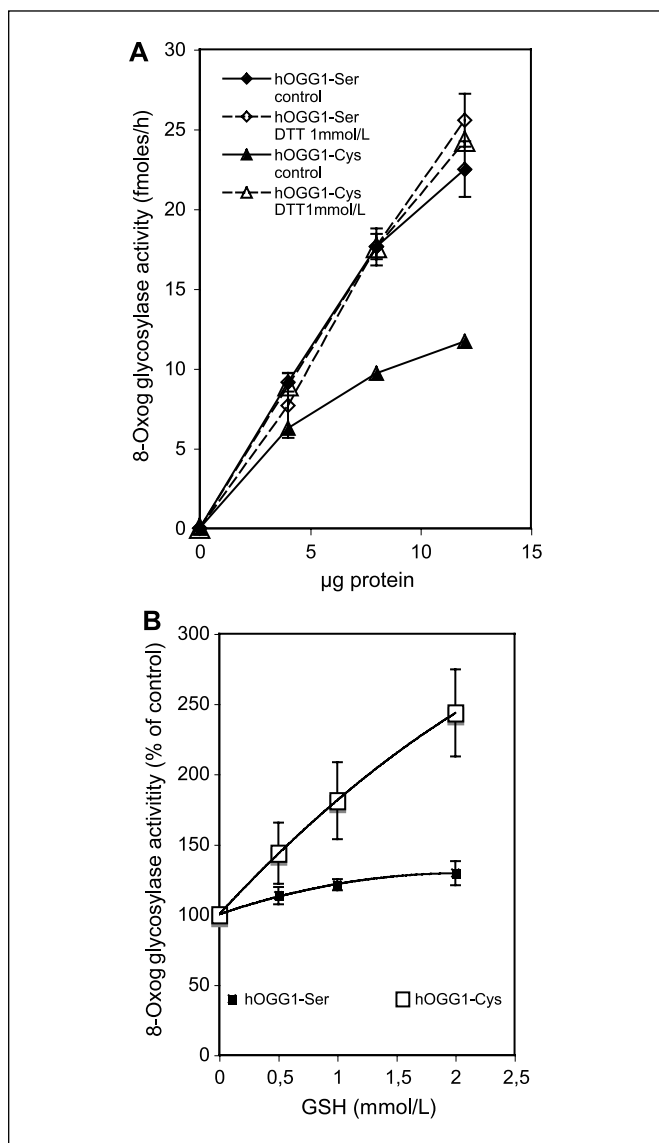 A
30
25
20
15
10
5
0
8-Oxog glycosylase activity (fmoles/h)
hOGG1-Ser
control
hOGG1-Ser
DTT 1mmol/L
hOGG1-Cys
control
hOGG1-Cys
DTT1mmol/L
0 5 10 15
µg protein
B
300
250
200
150
100
50
0
8-Oxog glycosylase activitity (% of control)
hOGG1-Ser hOGG1-Cys
0 0,5 1 1,5 2 2,5
GSH (mmol/L)